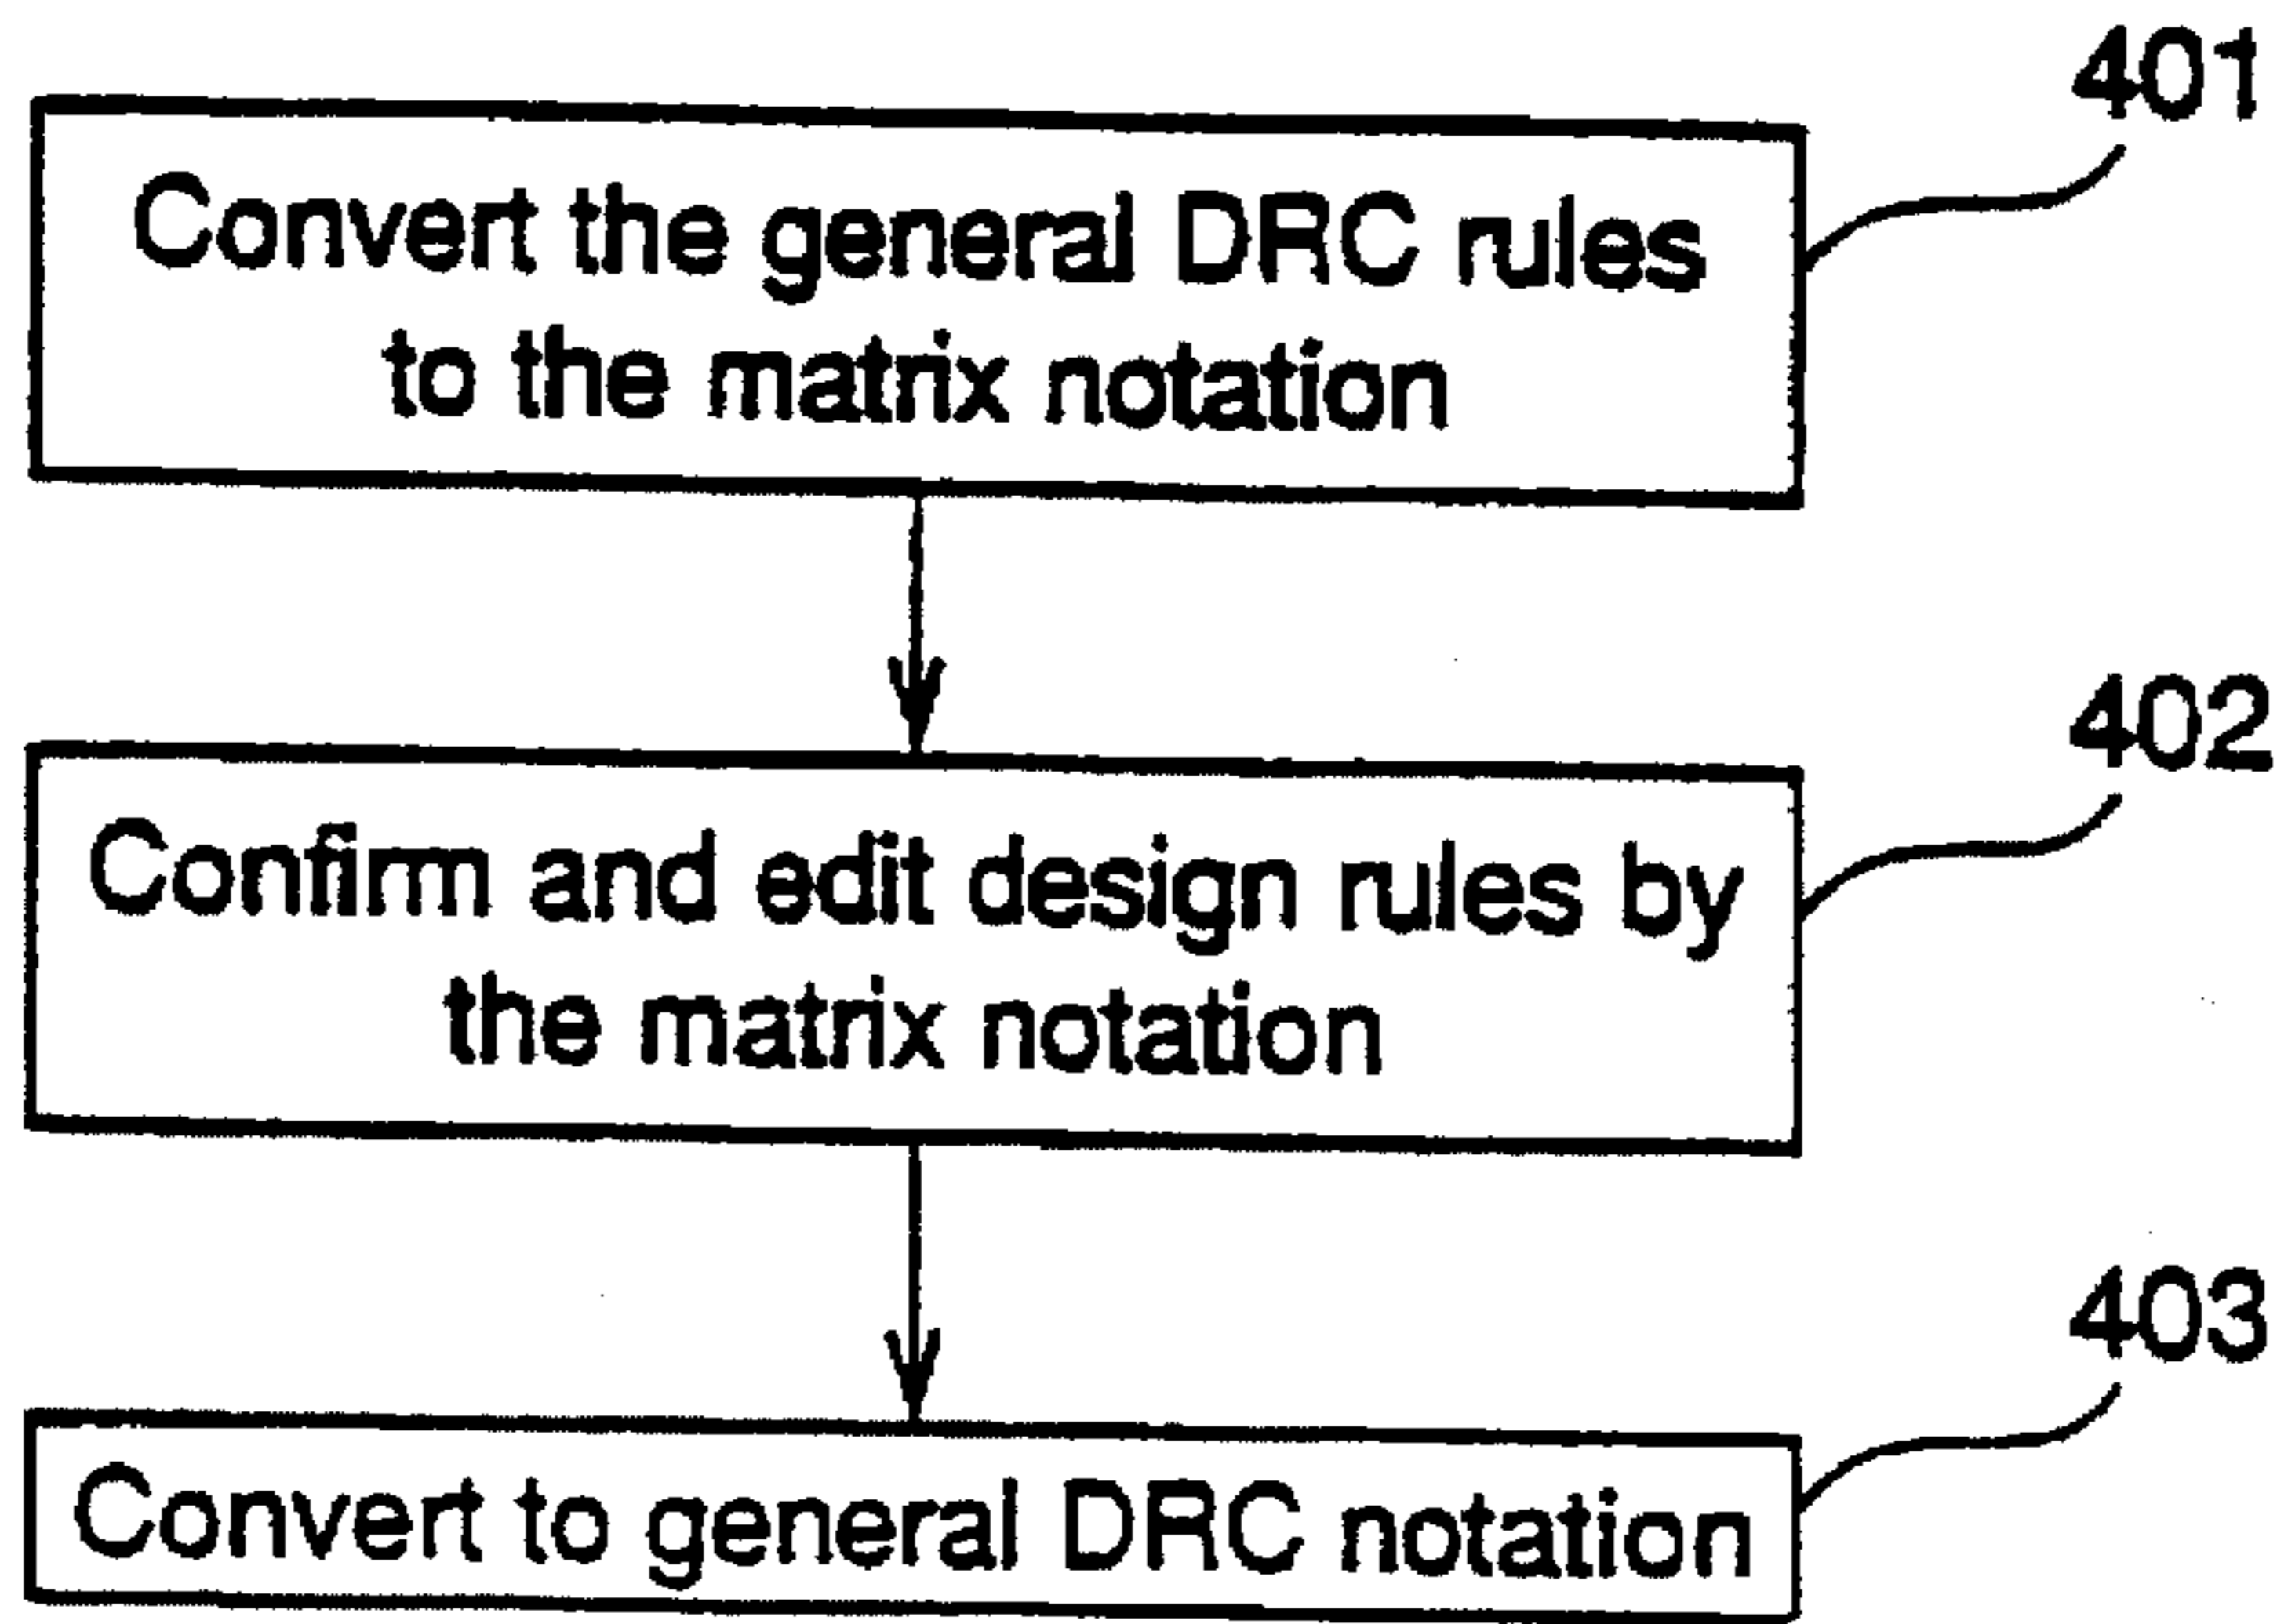 401
Convert the general DRC rules
to the matrix notation
402
Confirm and edit design rules by
the matrix notation
403
Convert to general DRC notation